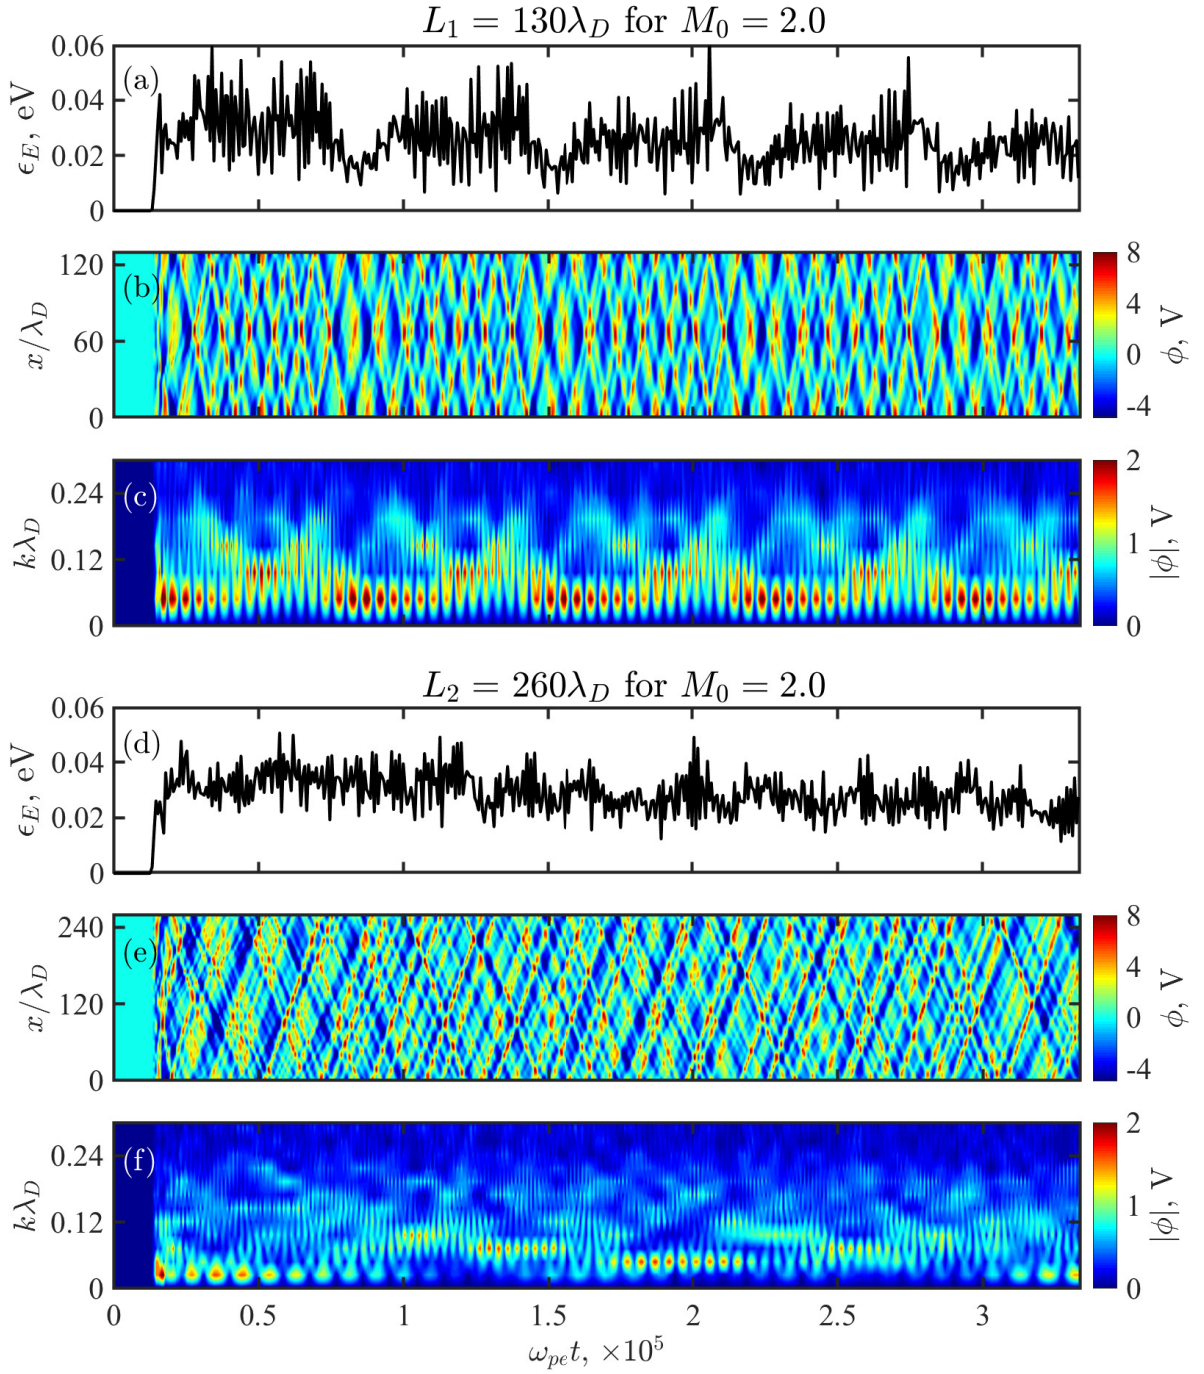 L₁ = 130λ_D for M₀ = 2.0
(a)
ϵ_E, eV
0.06
0.04
0.02
0
(b)
x/λ_D
120
60
0
8
4
0
-4
ϕ, V
(c)
kλ_D
0.24
0.12
0
2
1
0
|ϕ|, V
L₂ = 260λ_D for M₀ = 2.0
(d)
ϵ_E, eV
0.06
0.04
0.02
0
(e)
x/λ_D
240
120
0
8
4
0
-4
ϕ, V
(f)
kλ_D
0.24
0.12
0
2
1
0
|ϕ|, V
0 0.5 1 1.5 2 2.5 3
ω_{pe}t, ×10⁵